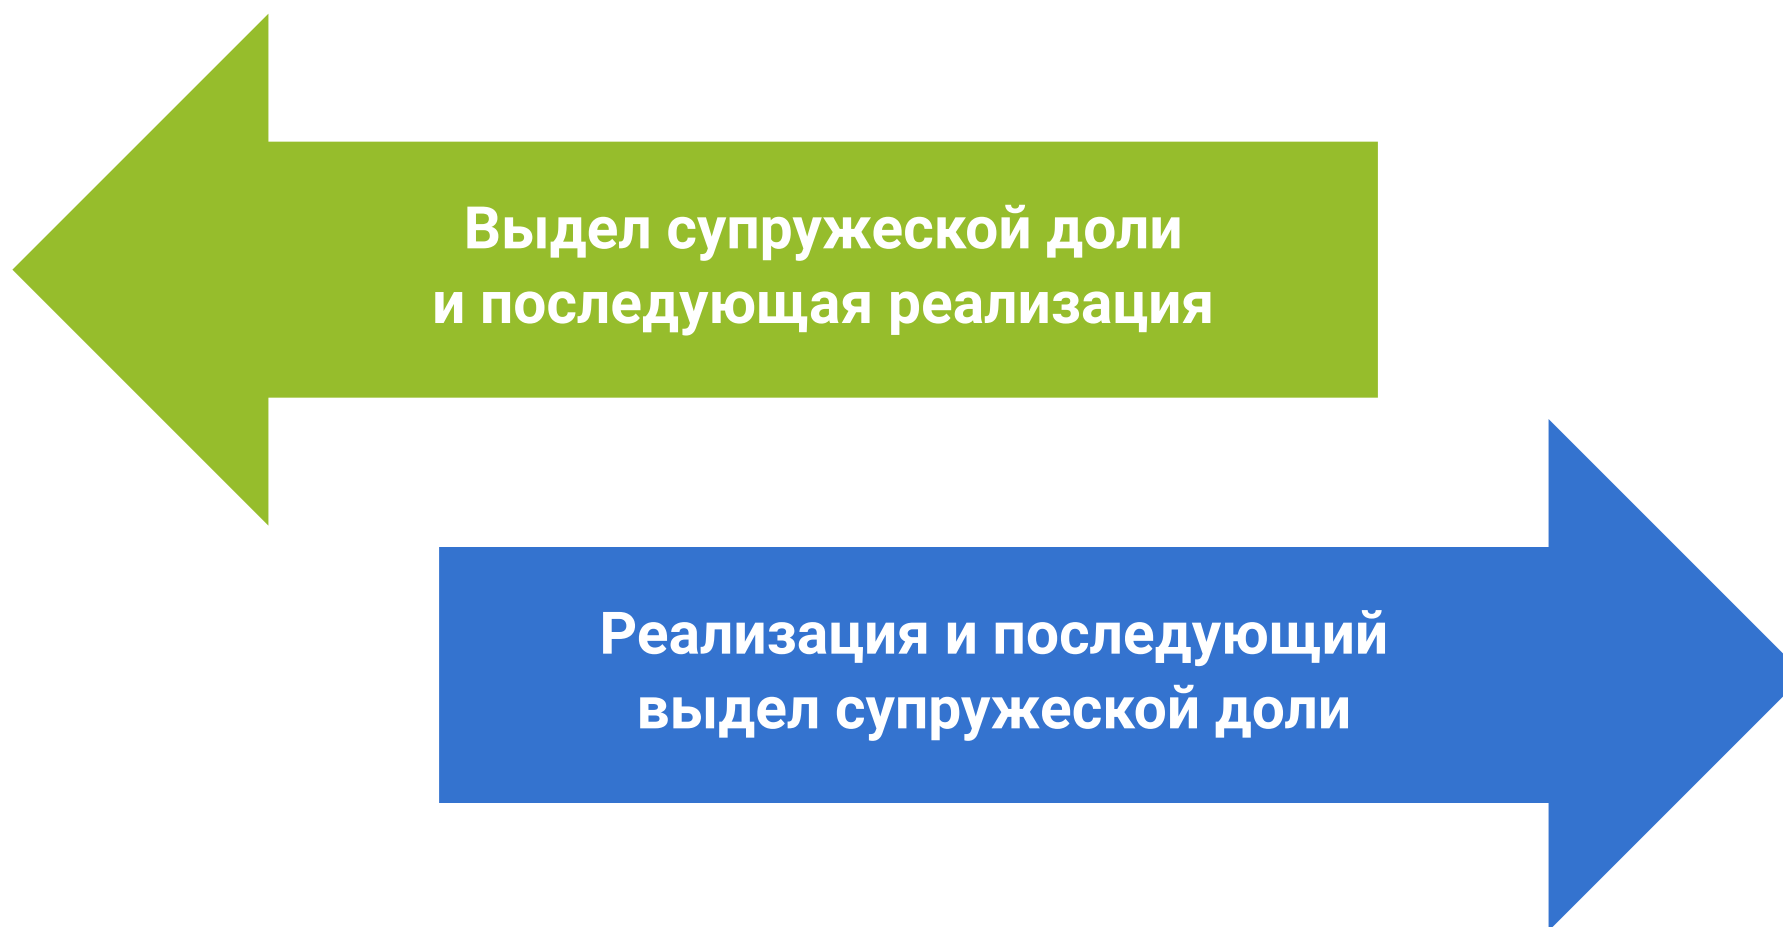 Выдел супружеской доли
и последующая реализация
Реализация и последующий
выдел супружеской доли